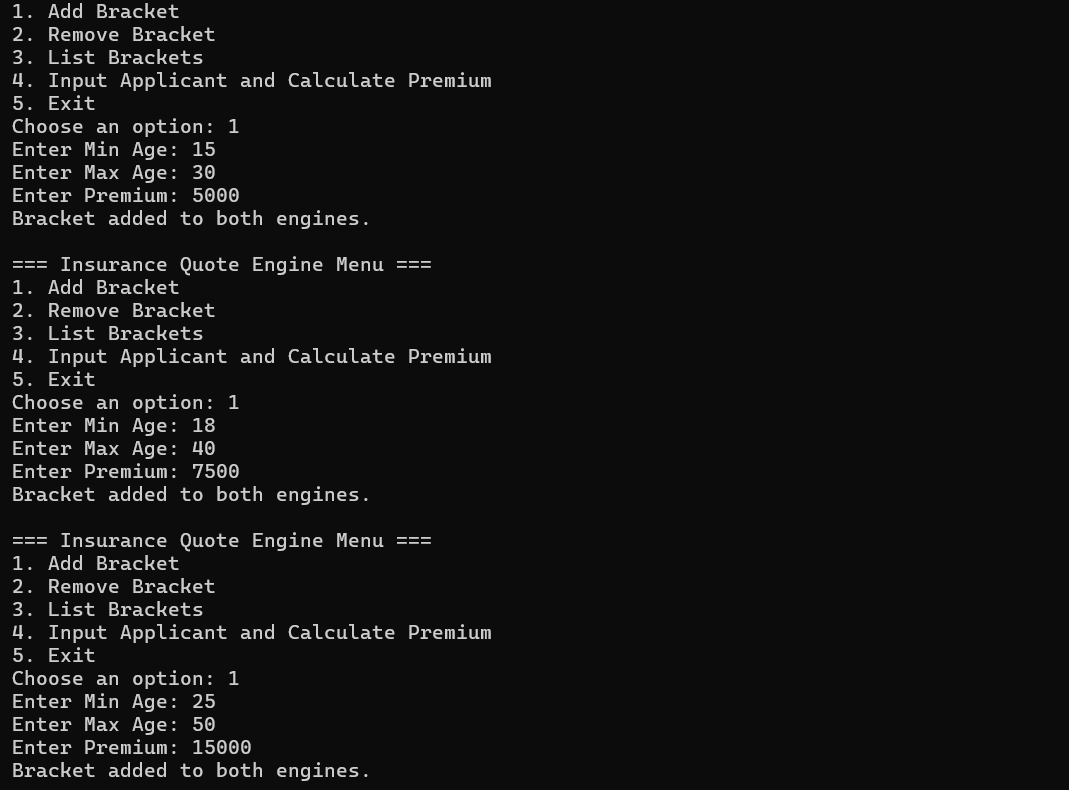 1. Add Bracket
2. Remove Bracket
3. List Brackets
4. Input Applicant and Calculate Premium
5. Exit
Choose an option: 1
Enter Min Age: 15
Enter Max Age: 30
Enter Premium: 5000
Bracket added to both engines.
=== Insurance Quote Engine Menu ===
1. Add Bracket
2. Remove Bracket
3. List Brackets
4. Input Applicant and Calculate Premium
5. Exit
Choose an option: 1
Enter Min Age: 18
Enter Max Age: 40
Enter Premium: 7500
Bracket added to both engines.
=== Insurance Quote Engine Menu ===
1. Add Bracket
2. Remove Bracket
3. List Brackets
4. Input Applicant and Calculate Premium
5. Exit
Choose an option: 1
Enter Min Age: 25
Enter Max Age: 50
Enter Premium: 15000
Bracket added to both engines.